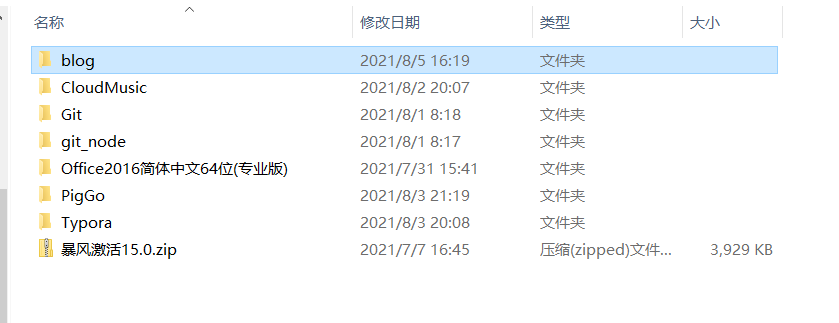 名称 修改日期 类型 大小
blog 2021/8/5 16:19 文件夹
CloudMusic 2021/8/2 20:07 文件夹
Git 2021/8/1 8:18 文件夹
git_node 2021/8/1 8:17 文件夹
Office2016简体中文64位(专业版) 2021/7/31 15:41 文件夹
PigGo 2021/8/3 21:19 文件夹
Typora 2021/8/3 20:08 文件夹
暴风激活15.0.zip 2021/7/7 16:45 压缩(zipped)文件... 3,929 KB